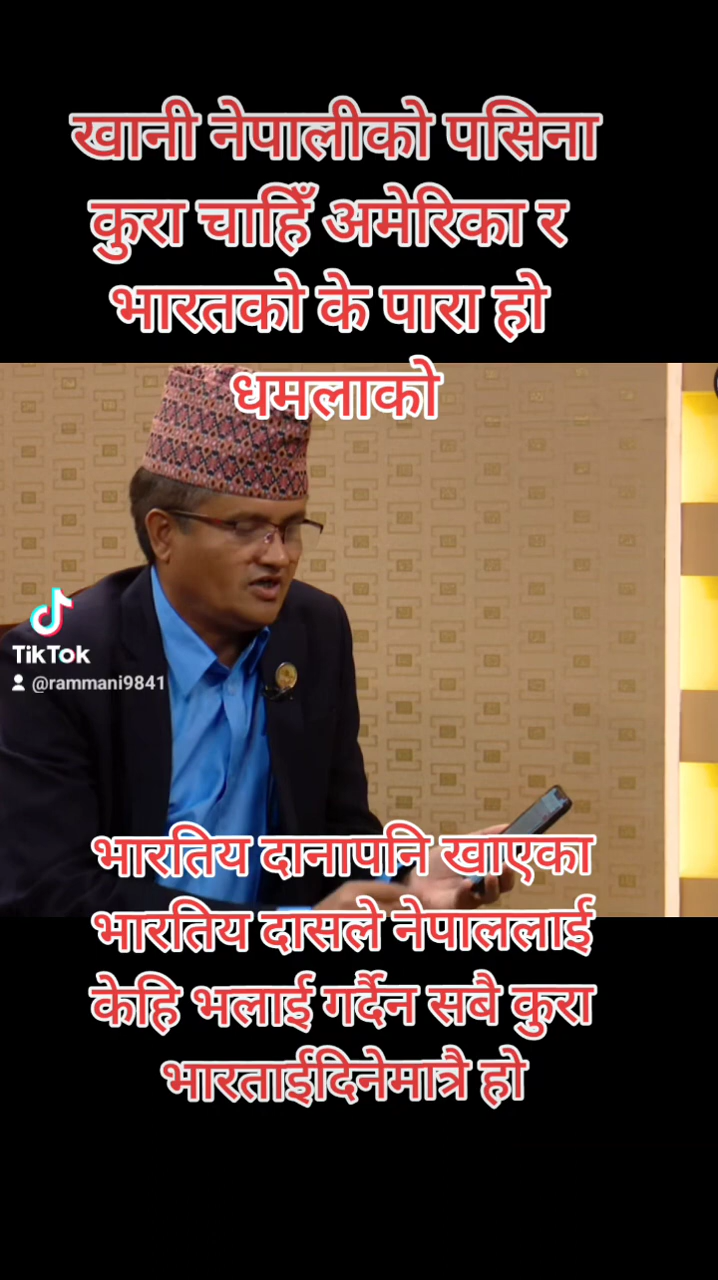 खानी नेपालीको पसिना
कुरा चाहिँ अमेरिका र
भारतको के पारा हो
धमलाको
TikTok
@rammani9841
भारतिय दानापनि खाएका
भारतिय दासले नेपाललाई
केहि भलाई गर्दैन सबै कुरा
भारताईदिनेमात्रै हो